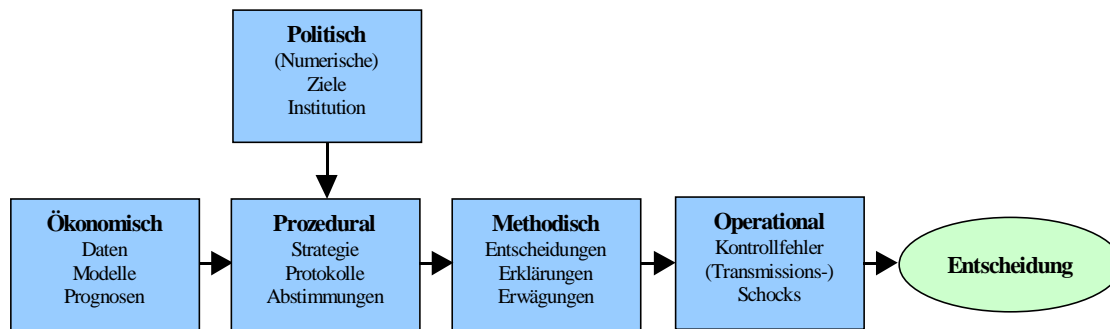 Politisch
(Numerische)
Ziele
Institution
Ökonomisch
Daten
Modelle
Prognosen
Prozedural
Strategie
Protokolle
Abstimmungen
Methodisch
Entscheidungen
Erklärungen
Erwägungen
Operational
Kontrollfehler
(Transmissions-)
Schocks
Entscheidung